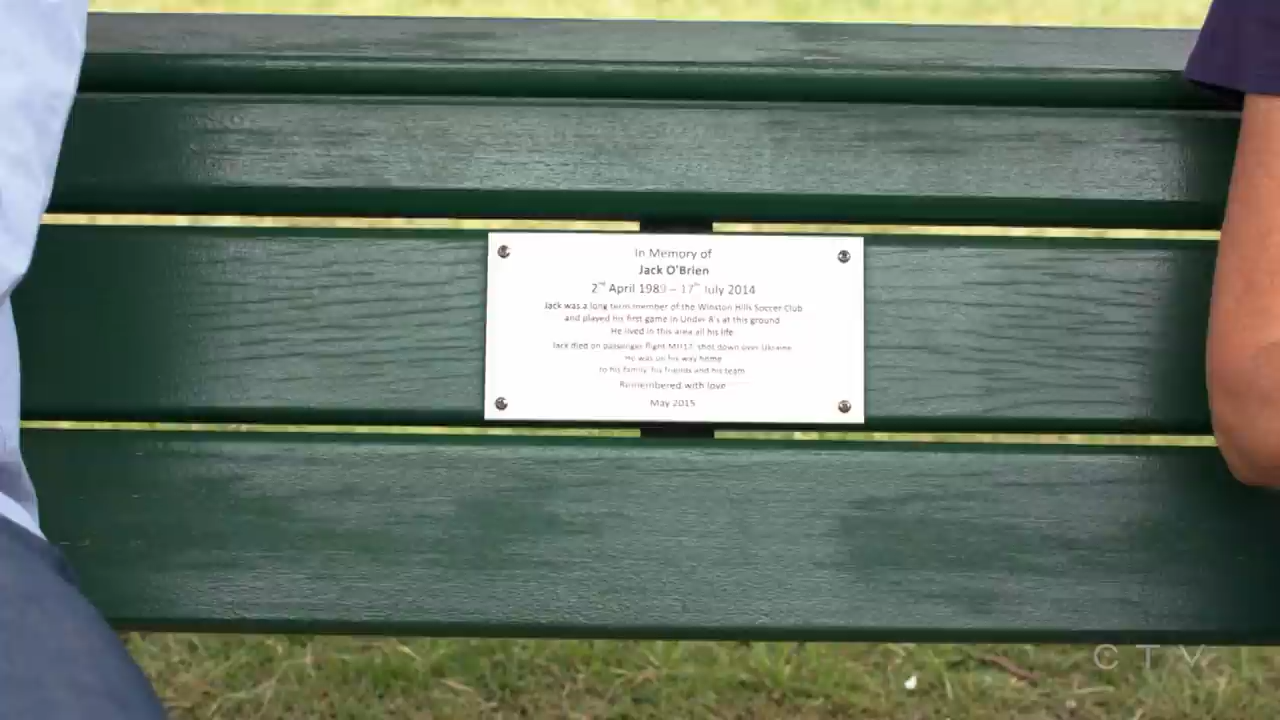 In Memory of
Jack O'Brien
2nd April 1989 – 17th July 2014
Jack was a long term member of the Winston Hills Soccer Club
and played his first game in Under 8's at this ground
He lived in this area all his life
Jack died on passenger flight MH17, shot down over Ukraine
He was on his way home
to his family, his friends and his team
Remembered with love
May 2015
CTV